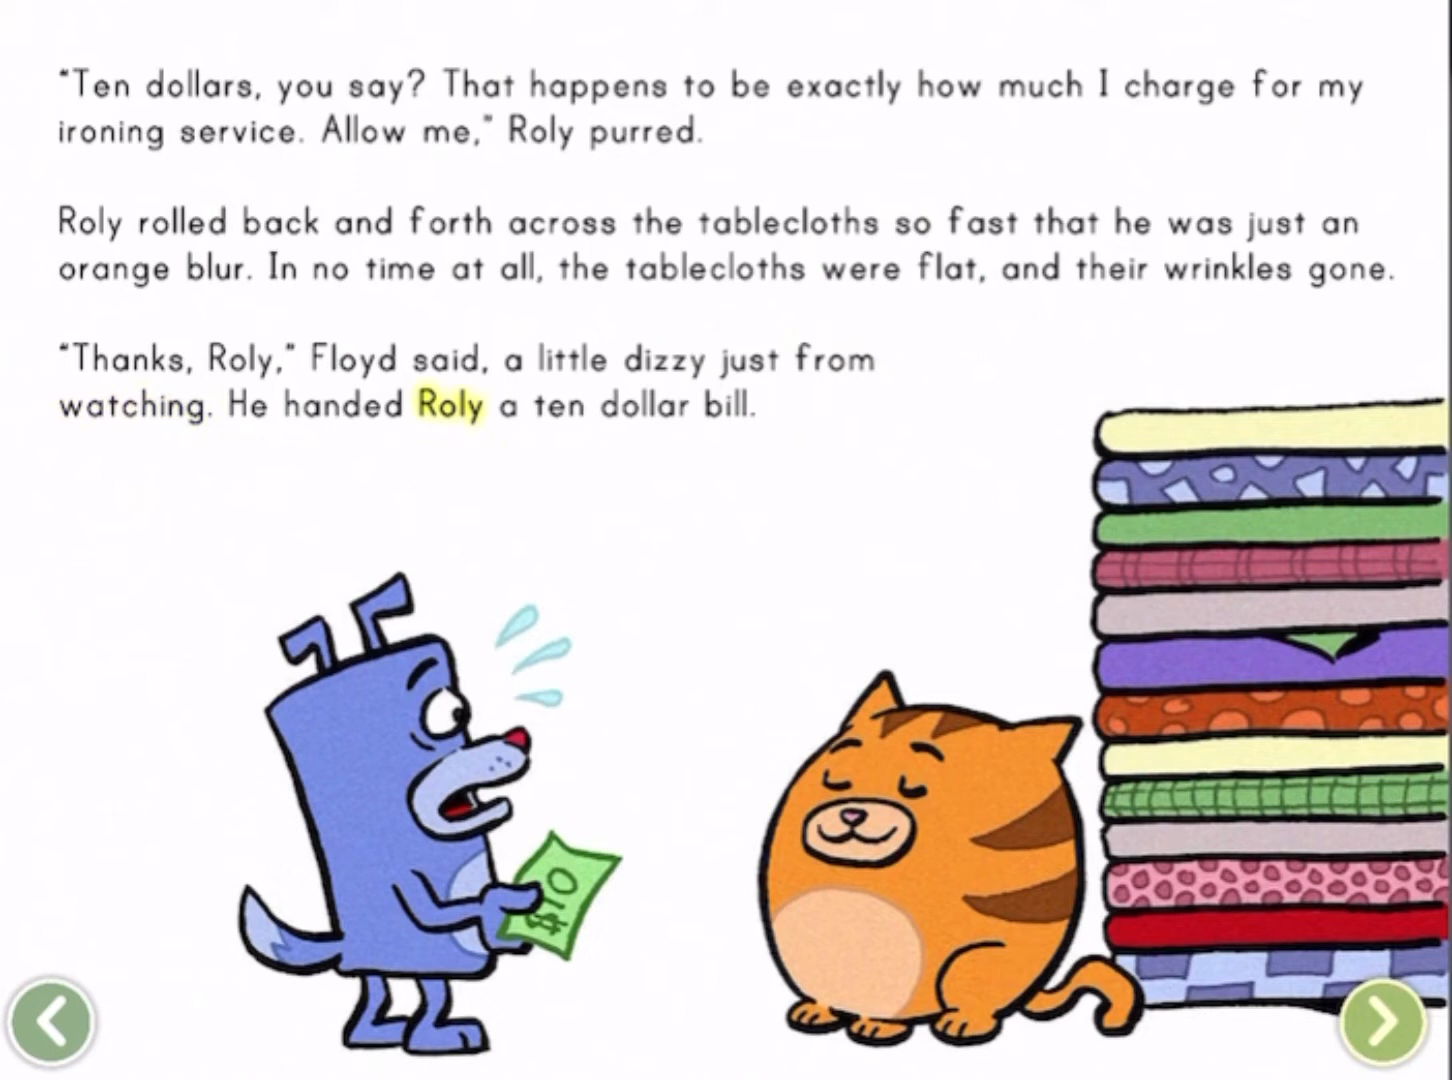 "Ten dollars, you say? That happens to be exactly how much I charge for my
ironing service. Allow me," Roly purred.
Roly rolled back and forth across the tablecloths so fast that he was just an
orange blur. In no time at all, the tablecloths were flat, and their wrinkles gone.
"Thanks, Roly," Floyd said, a little dizzy just from
watching. He handed Roly a ten dollar bill.
$10